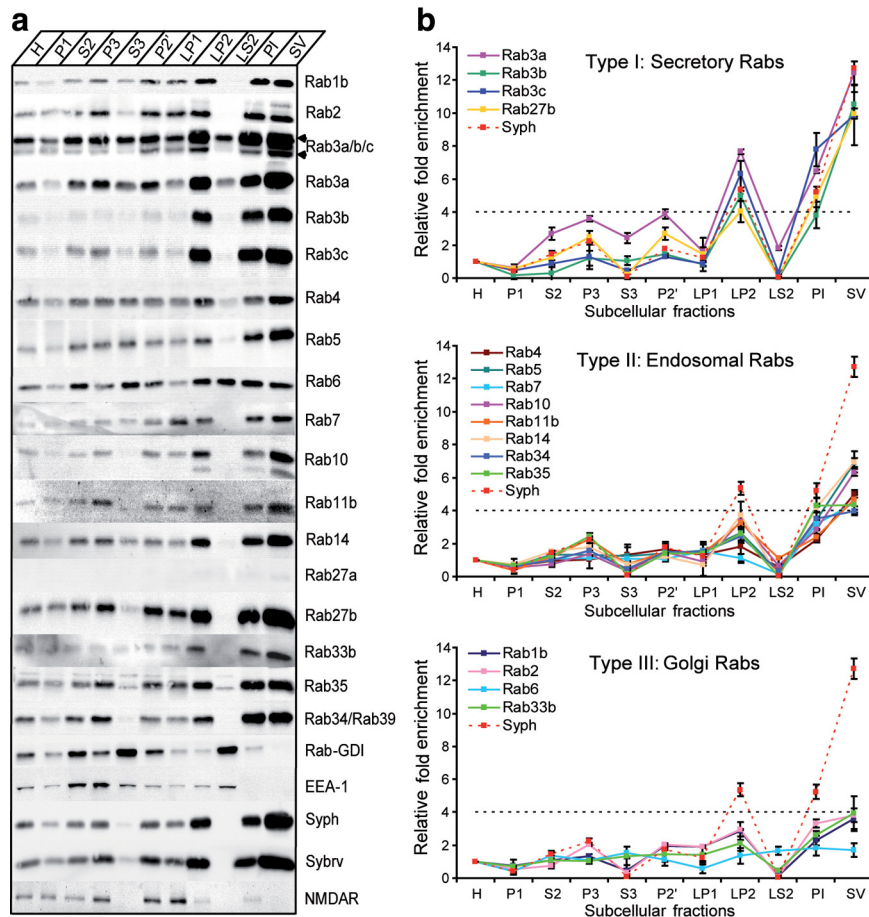 a
H P1 S2 P3 S3 P2' LP1 LP2 LS2 PI SV
Rab1b
Rab2
Rab3a/b/c
Rab3a
Rab3b
Rab3c
Rab4
Rab5
Rab6
Rab7
Rab10
Rab11b
Rab14
Rab27a
Rab27b
Rab33b
Rab35
Rab34/Rab39
Rab-GDI
EEA-1
Syph
Sybrv
NMDAR
b
Type I: Secretory Rabs
Rab3a
Rab3b
Rab3c
Rab27b
Syph
Relative fold enrichment
14
12
10
8
6
4
2
0
H P1 S2 P3 S3 P2' LP1 LP2 LS2 PI SV
Subcellular fractions
Type II: Endosomal Rabs
Rab4
Rab5
Rab7
Rab10
Rab11b
Rab14
Rab34
Rab35
Syph
Relative fold enrichment
14
12
10
8
6
4
2
0
H P1 S2 P3 S3 P2' LP1 LP2 LS2 PI SV
Subcellular fractions
Type III: Golgi Rabs
Rab1b
Rab2
Rab6
Rab33b
Syph
Relative fold enrichment
14
12
10
8
6
4
2
0
H P1 S2 P3 S3 P2' LP1 LP2 LS2 PI SV
Subcellular fractions